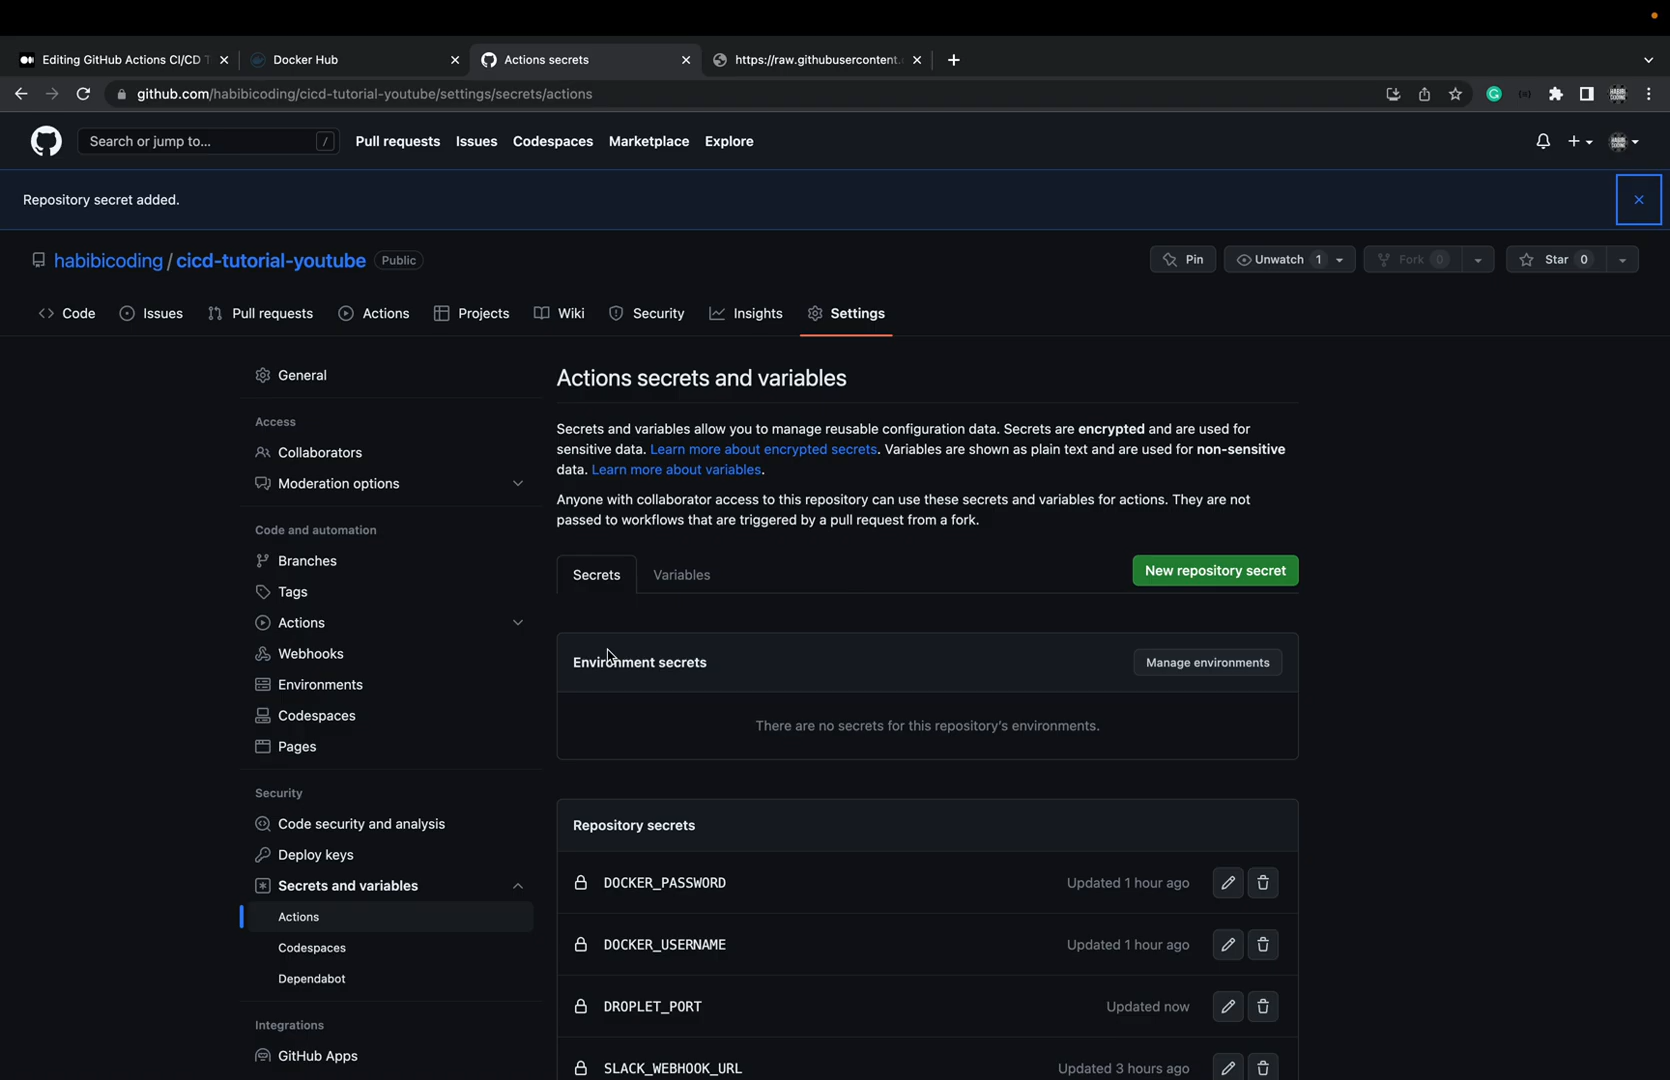 Editing GitHub Actions CI/CD
Docker Hub
Actions secrets
https://raw.githubusercontent.
github.com/habibicoding/cicd-tutorial-youtube/settings/secrets/actions
Search or jump to...
/
Pull requests
Issues
Codespaces
Marketplace
Explore
Repository secret added.
habibicoding / cicd-tutorial-youtube
Public
Pin
Unwatch 1
Fork 0
Star 0
Code
Issues
Pull requests
Actions
Projects
Wiki
Security
Insights
Settings
General
Access
Collaborators
Moderation options
Code and automation
Branches
Tags
Actions
Webhooks
Environments
Codespaces
Pages
Security
Code security and analysis
Deploy keys
Secrets and variables
Actions
Codespaces
Dependabot
Integrations
GitHub Apps
Actions secrets and variables
Secrets and variables allow you to manage reusable configuration data. Secrets are encrypted and are used for
sensitive data. Learn more about encrypted secrets. Variables are shown as plain text and are used for non-sensitive
data. Learn more about variables.
Anyone with collaborator access to this repository can use these secrets and variables for actions. They are not
passed to workflows that are triggered by a pull request from a fork.
Secrets
Variables
New repository secret
Environment secrets
Manage environments
There are no secrets for this repository's environments.
Repository secrets
DOCKER_PASSWORD
Updated 1 hour ago
DOCKER_USERNAME
Updated 1 hour ago
DROPLET_PORT
Updated now
SLACK_WEBHOOK_URL
Updated 3 hours ago